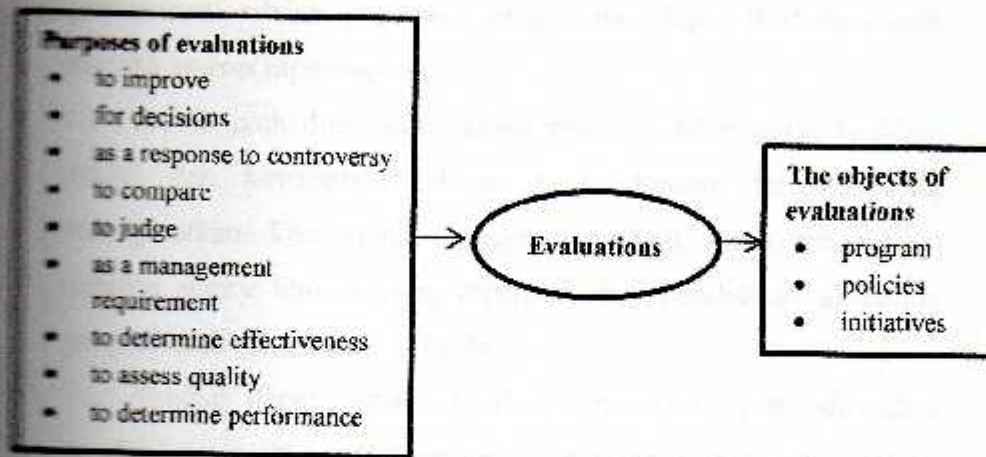 Purposes of evaluations
• to improve
• for decisions
• as a response to controversy
• to compare
• to judge
• as a management
requirement
• to determine effectiveness
• to assess quality
• to determine performance
Evaluations
The objects of
evaluations
• program
• policies
• initiatives